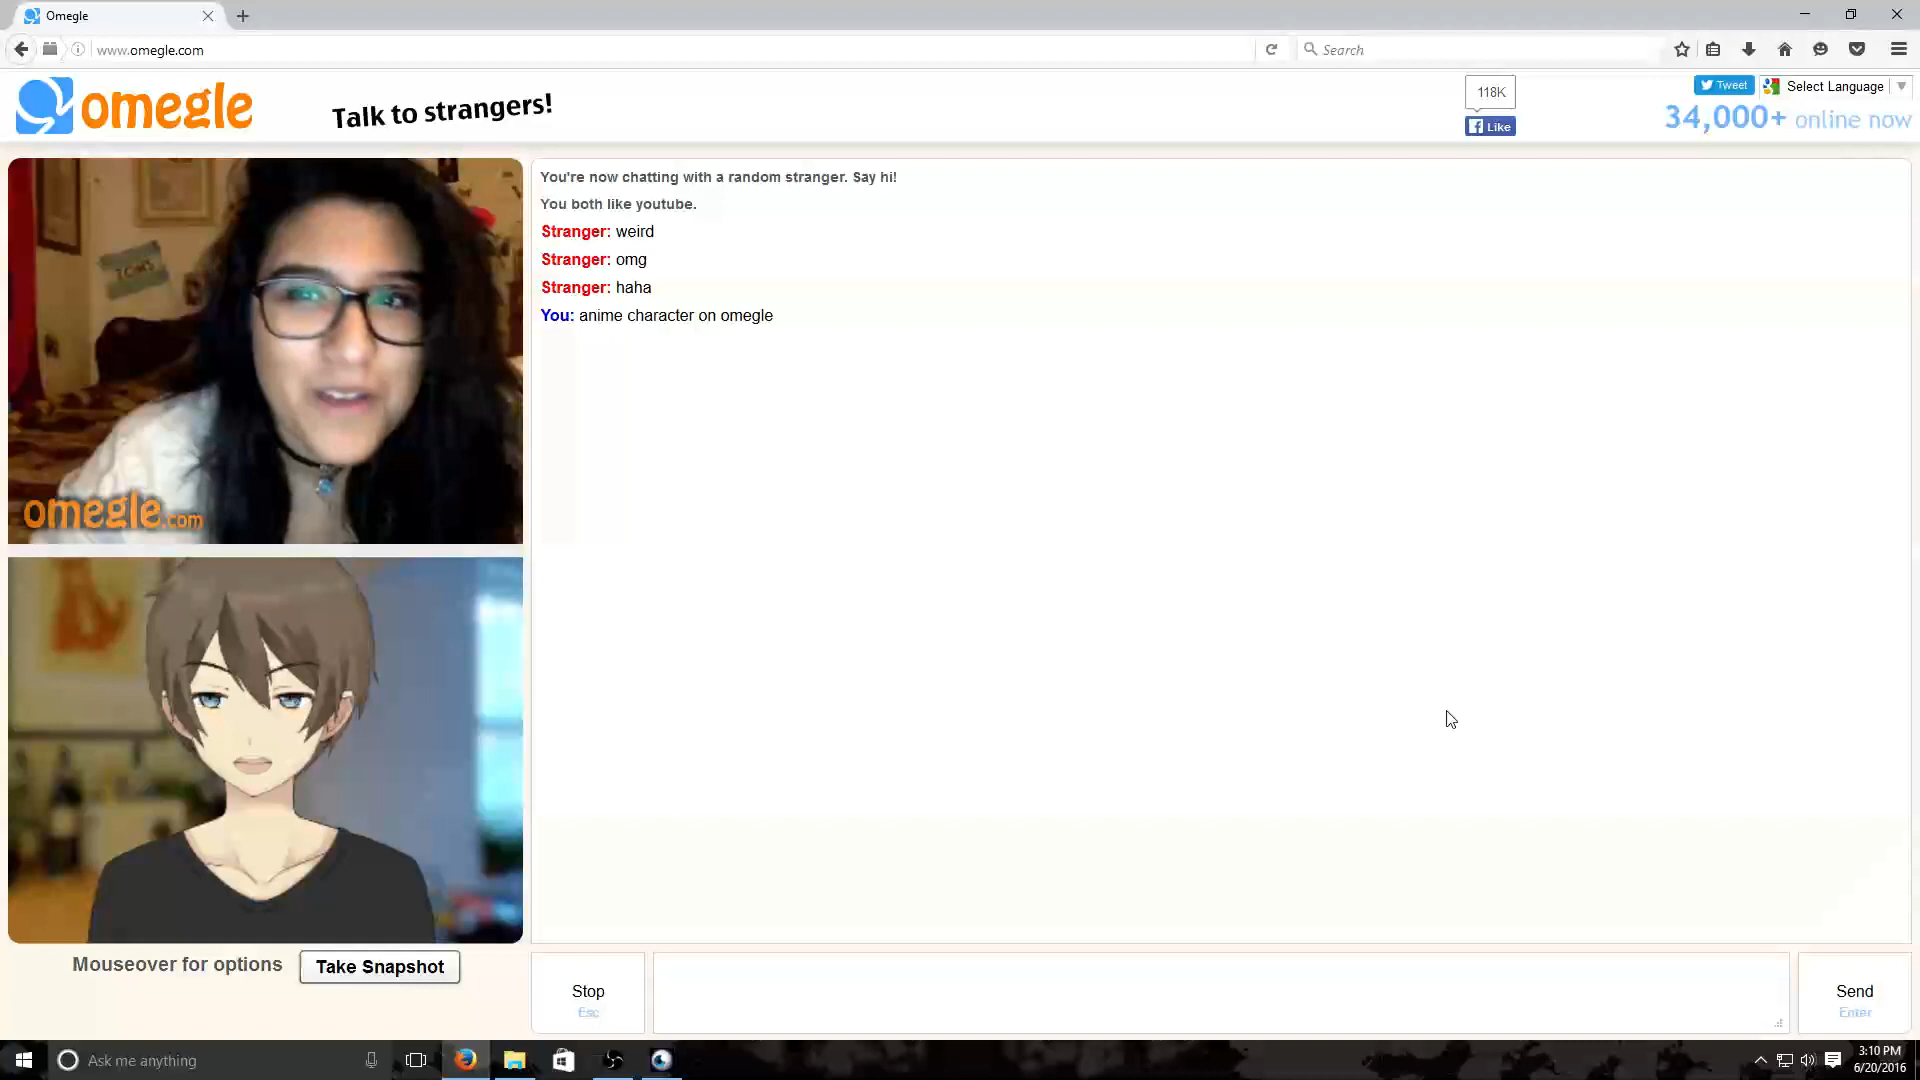 Omegle
www.omegle.com
Search
omegle
Talk to strangers!
118K
Like
Tweet
Select Language
34,000+ online now
TOMS
omegle.com
You're now chatting with a random stranger. Say hi!
You both like youtube.
Stranger: weird
Stranger: omg
Stranger: haha
You: anime character on omegle
Mouseover for options
Take Snapshot
Stop
Esc
Send
Enter
Ask me anything
3:10 PM
6/20/2016